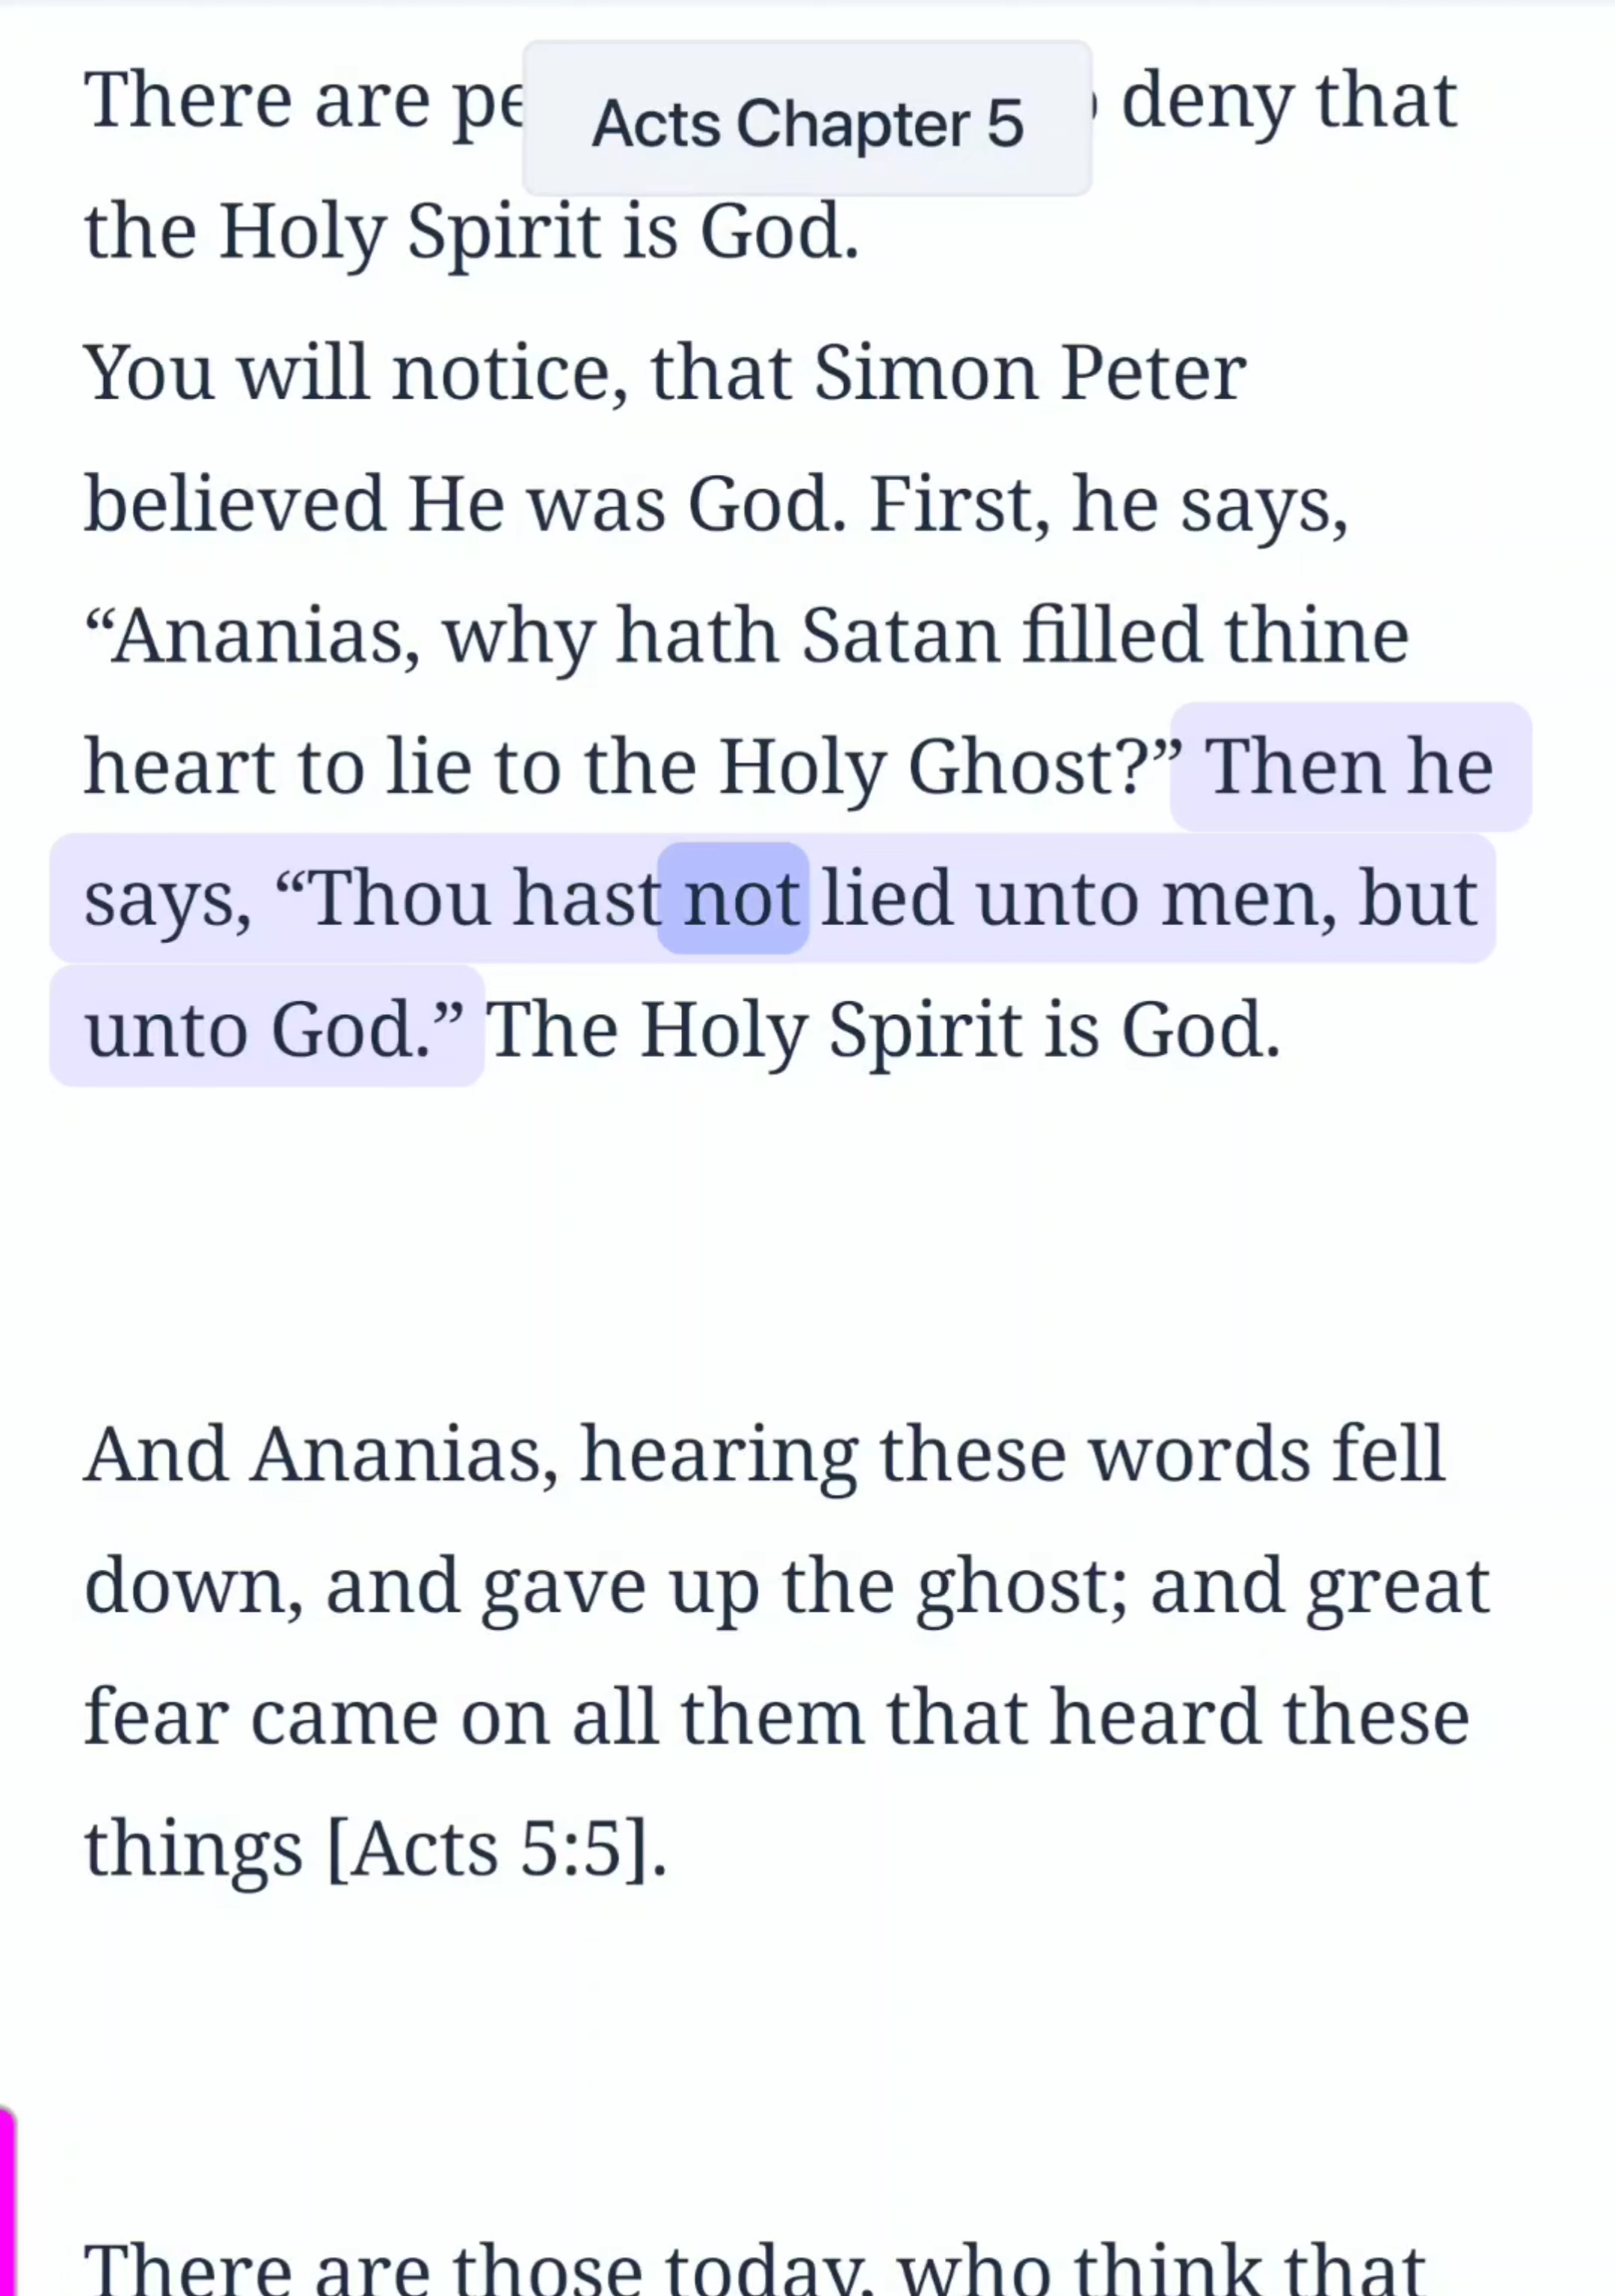 Acts Chapter 5
There are deny that
the Holy Spirit is God.
You will notice, that Simon Peter
believed He was God. First, he says,
“Ananias, why hath Satan filled thine
heart to lie to the Holy Ghost?” Then he
says, “Thou hast not lied unto men, but
unto God.” The Holy Spirit is God.
And Ananias, hearing these words fell
down, and gave up the ghost; and great
fear came on all them that heard these
things [Acts 5:5].
There are those today, who think that